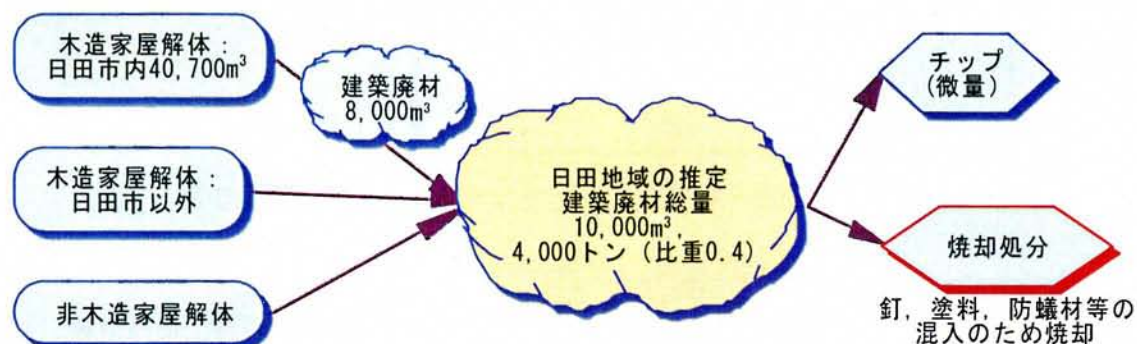 木造家屋解体：
日田市内40,700m³
建築廃材
8,000m³
木造家屋解体：
日田市以外
非木造家屋解体
日田地域の推定
建築廃材総量
10,000m³,
4,000トン（比重0.4）
チップ
(微量)
焼却処分
釘，塗料，防蟻材等の
混入のため焼却